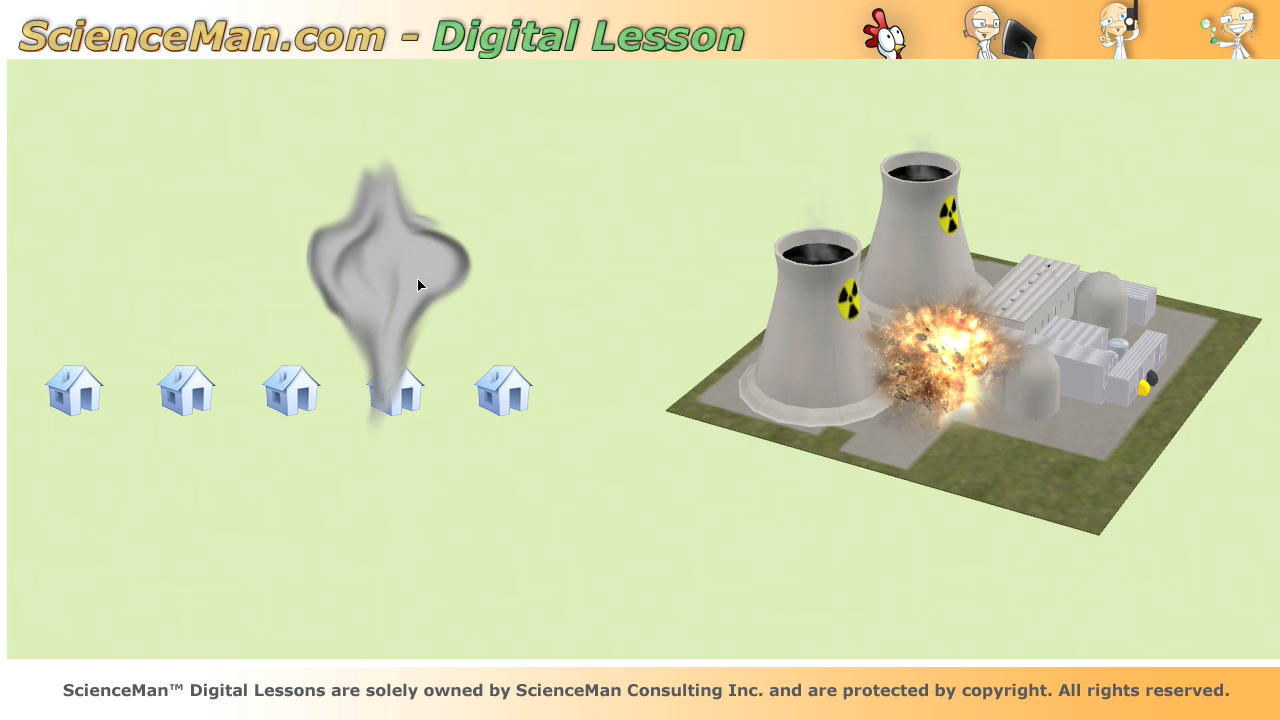 ScienceMan.com - Digital Lesson
ScienceMan™ Digital Lessons are solely owned by ScienceMan Consulting Inc. and are protected by copyright. All rights reserved.